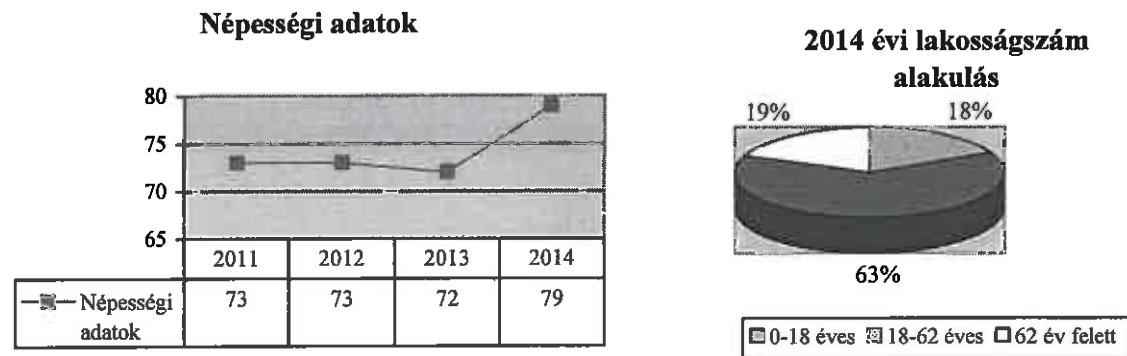 Népességi adatok
80
75
70
65
2011 2012 2013 2014
Népességi adatok 73 73 72 79
2014 évi lakosságszám
alakulás
19% 18%
63%
0-18 éves 18-62 éves 62 év felett